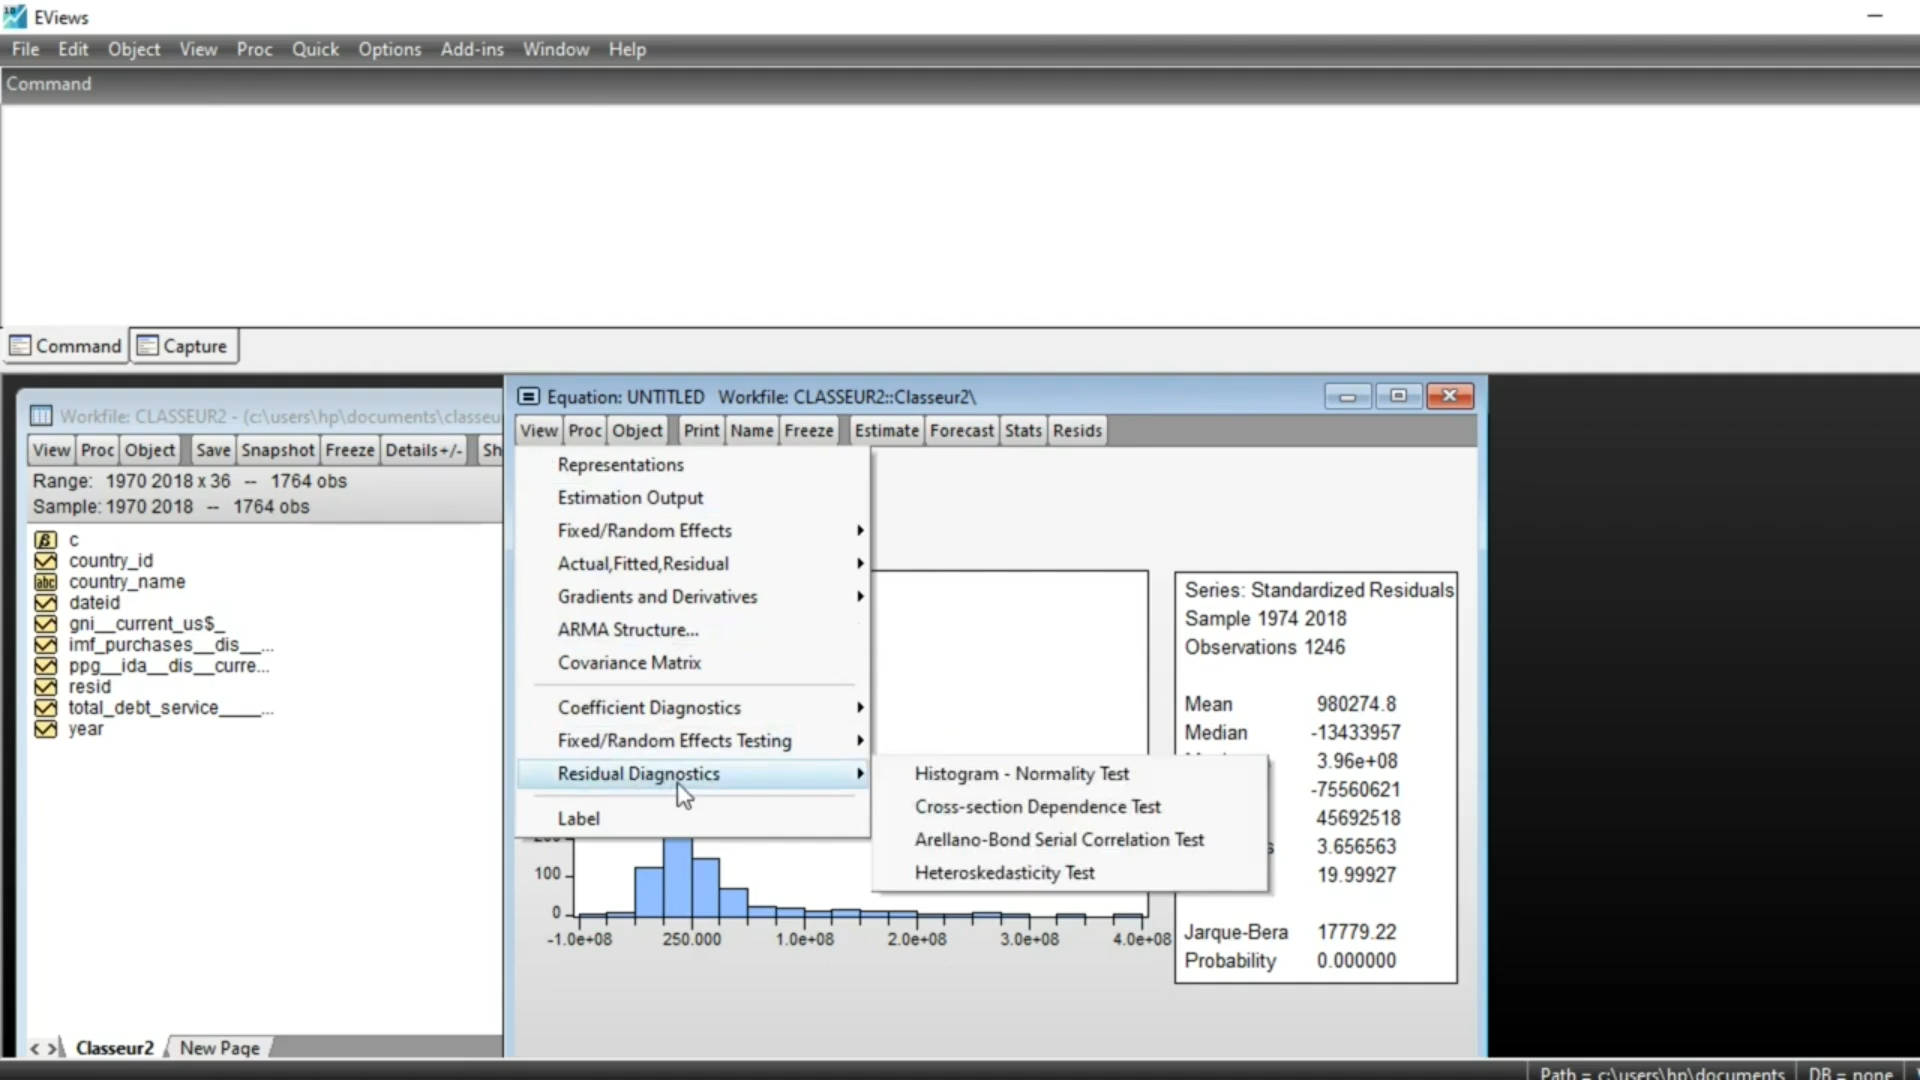 EViews
File Edit Object View Proc Quick Options Add-ins Window Help
Command
Command Capture
Workfile: CLASSEUR2 - (c:\users\hp\documents\classeu
View Proc Object Save Snapshot Freeze Details+/- Sh
Range: 1970 2018 x 36 -- 1764 obs
Sample: 1970 2018 -- 1764 obs
c
country_id
abc country_name
dateid
gni__current_us$_
imf_purchases__dis__...
ppg__ida__dis__curre...
resid
total_debt_service____...
year
Classeur2 New Page
Equation: UNTITLED Workfile: CLASSEUR2::Classeur2\
View Proc Object Print Name Freeze Estimate Forecast Stats Resids
Representations
Estimation Output
Fixed/Random Effects
Actual,Fitted,Residual
Gradients and Derivatives
ARMA Structure...
Covariance Matrix
Coefficient Diagnostics
Fixed/Random Effects Testing
Residual Diagnostics
Label
Histogram - Normality Test
Cross-section Dependence Test
Arellano-Bond Serial Correlation Test
Heteroskedasticity Test
100
0
-1.0e+08 250.000 1.0e+08 2.0e+08 3.0e+08 4.0e+08
Series: Standardized Residuals
Sample 1974 2018
Observations 1246
Mean 980274.8
Median -13433957
3.96e+08
-75560621
45692518
3.656563
19.99927
Jarque-Bera 17779.22
Probability 0.000000
Path = c:\users\hp\documents DB = none